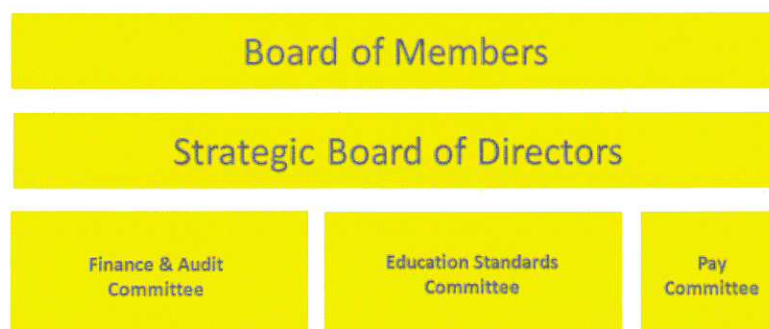 Board of Members
Strategic Board of Directors
Finance & Audit
Committee
Education Standards
Committee
Pay
Committee